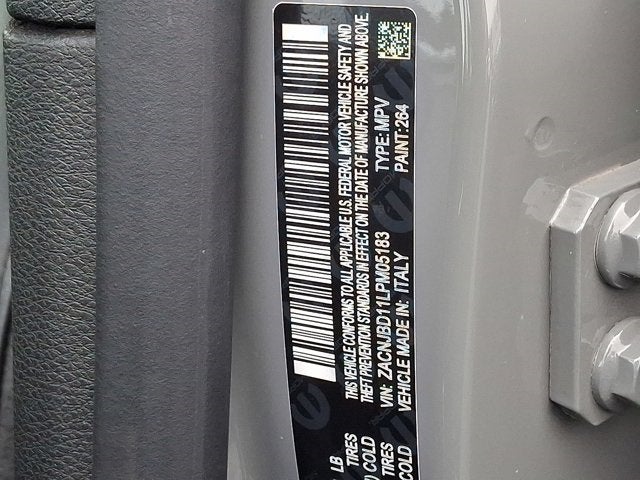 THIS VEHICLE CONFORMS TO ALL APPLICABLE U.S. FEDERAL MOTOR VEHICLE SAFETY AND
THEFT PREVENTION STANDARDS IN EFFECT ON THE DATE OF MANUFACTURE SHOWN ABOVE.
VIN: ZACNJBD11LPM05183 TYPE: MPV
VEHICLE MADE IN: ITALY PAINT: 264
LB
TIRES
COLD
TIRES
COLD